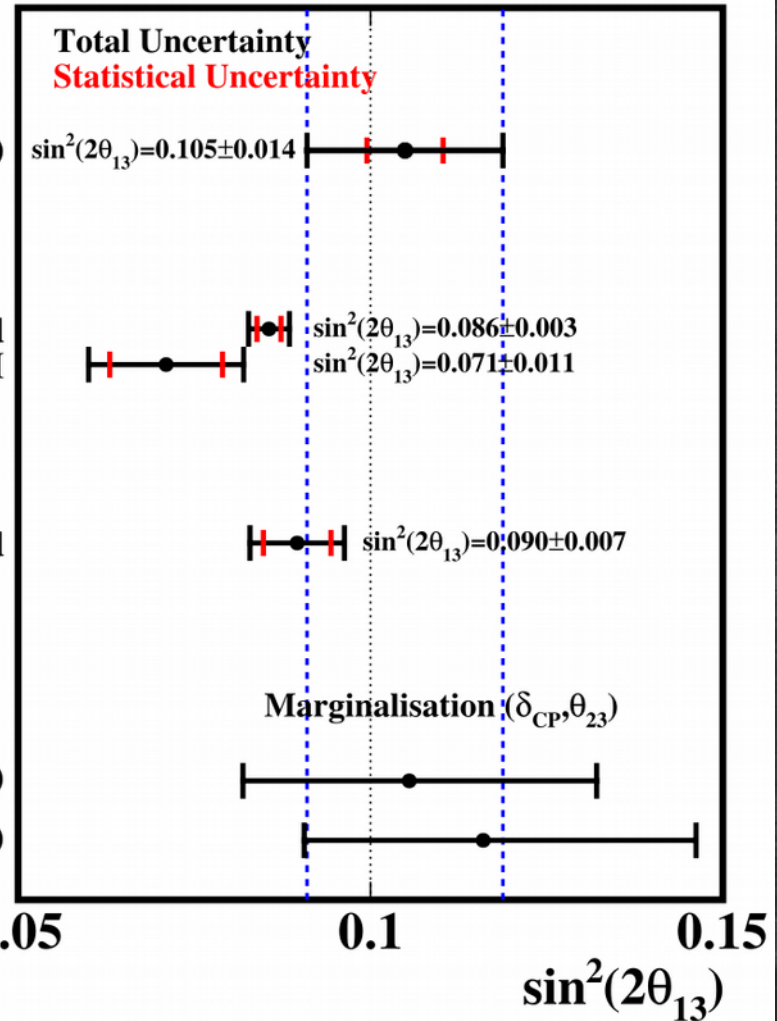 Total Uncertainty
Statistical Uncertainty
) sin²(2θ₁₃)=0.105±0.014
sin²(2θ₁₃)=0.086±0.003
sin²(2θ₁₃)=0.071±0.011
sin²(2θ₁₃)=0.090±0.007
Marginalisation (δ_CP,θ₂₃)
)
)
.05 0.1 0.15
sin²(2θ₁₃)